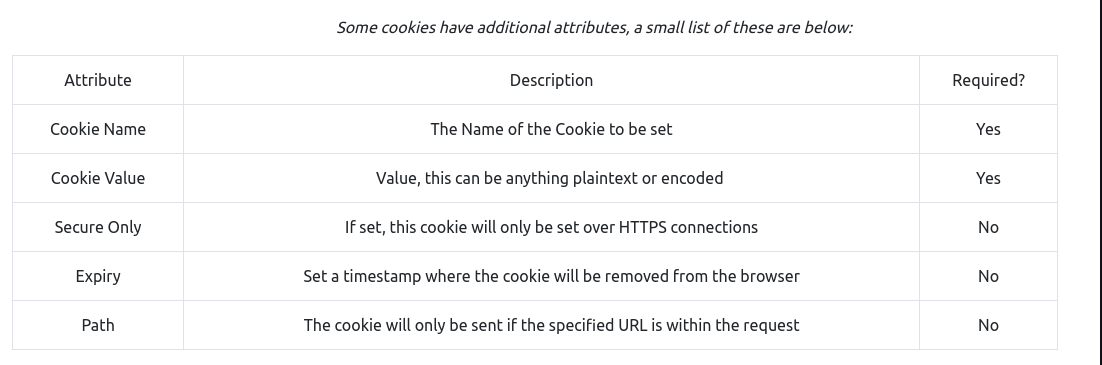 Some cookies have additional attributes, a small list of these are below:
Attribute Description Required?
Cookie Name The Name of the Cookie to be set Yes
Cookie Value Value, this can be anything plaintext or encoded Yes
Secure Only If set, this cookie will only be set over HTTPS connections No
Expiry Set a timestamp where the cookie will be removed from the browser No
Path The cookie will only be sent if the specified URL is within the request No